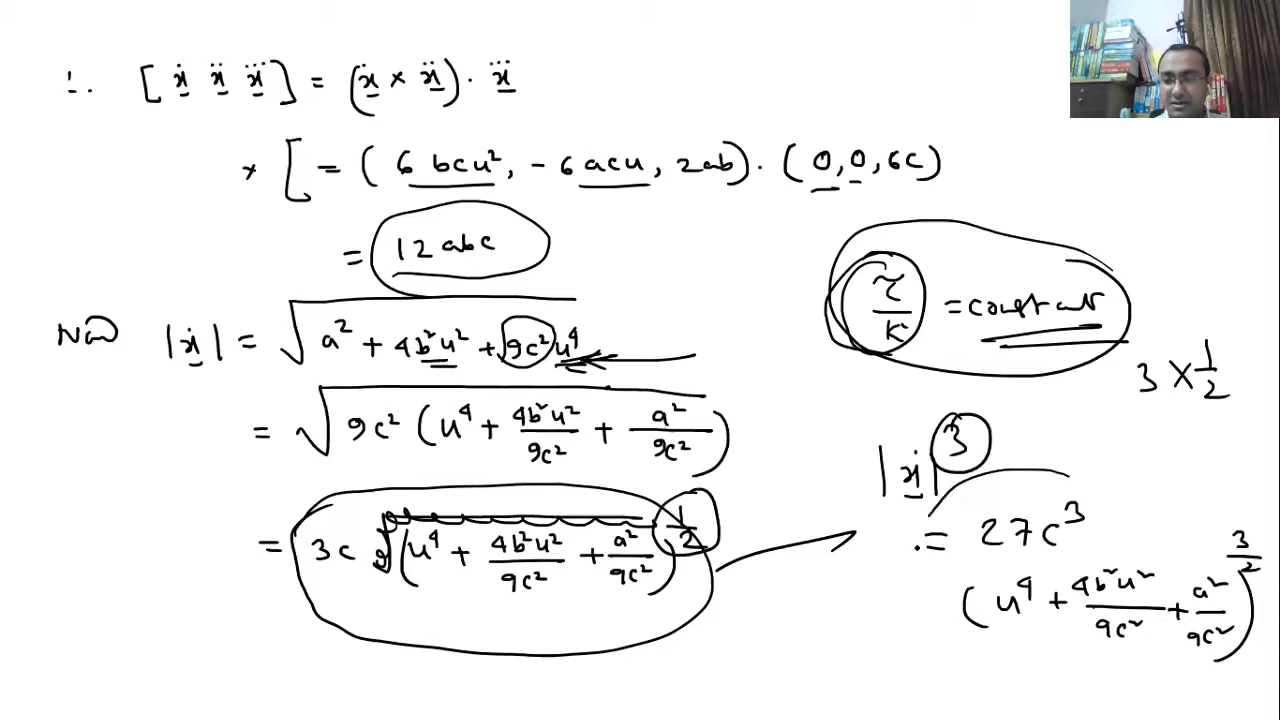 ∴ [ẋ ẍ x⃛] = (ẋ × ẍ) · x⃛
× [ = (6bcu², -6acu, 2ab) · (0, 0, 6c)
= 12abc
τ/κ = constant
Now |ẋ| = √(a² + 4b²u² + 9c²u⁴)
3 × 1/2
= √(9c² (u⁴ + 4b²u²/9c² + a²/9c²))
|ẋ|³
= 3c (u⁴ + 4b²u²/9c² + a²/9c²)^1/2
= 27c³
(u⁴ + 4b²u²/9c² + a²/9c²)^3/2